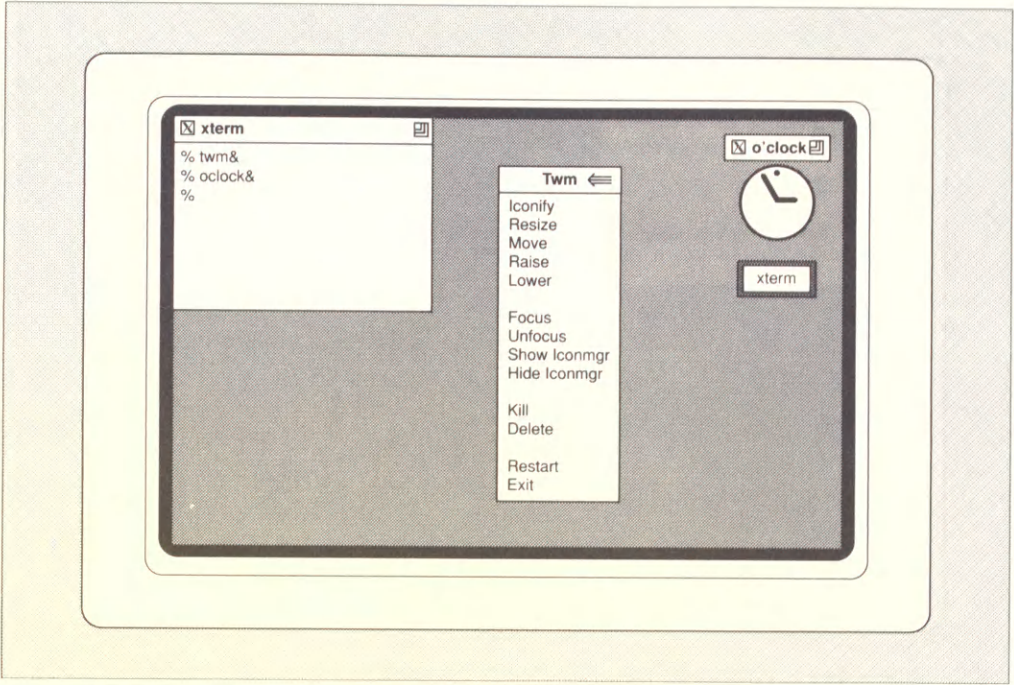 xterm
% twm&
% oclock&
%
Twm
Iconify
Resize
Move
Raise
Lower
Focus
Unfocus
Show Iconmgr
Hide Iconmgr
Kill
Delete
Restart
Exit
o'clock
xterm